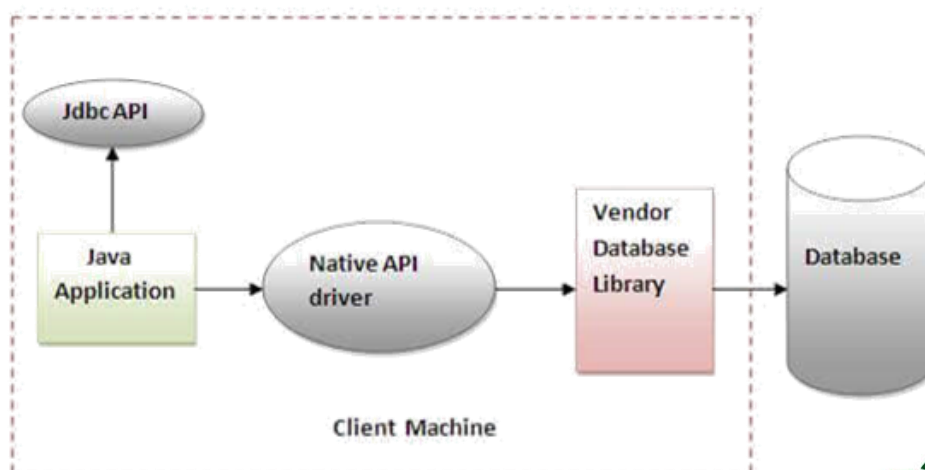 Jdbc API
Java
Application
Native API
driver
Vendor
Database
Library
Database
Client Machine